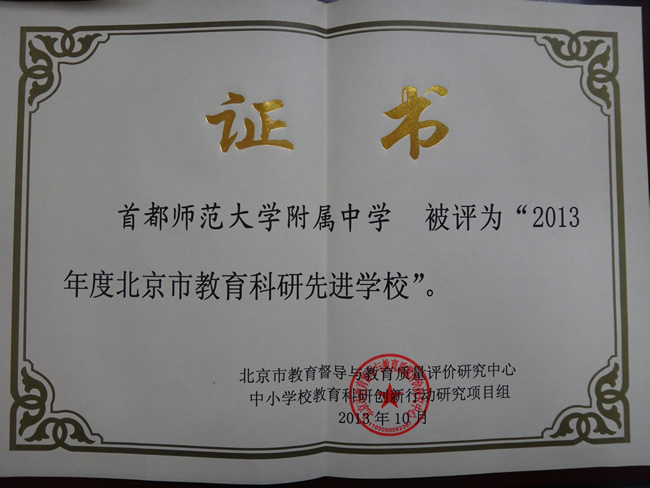 证书
首都师范大学附属中学 被评为“2013
年度北京市教育科研先进学校”。
北京市教育督导与教育质量评价研究中心
中小学校教育科研创新行动研究项目组
2013年10月